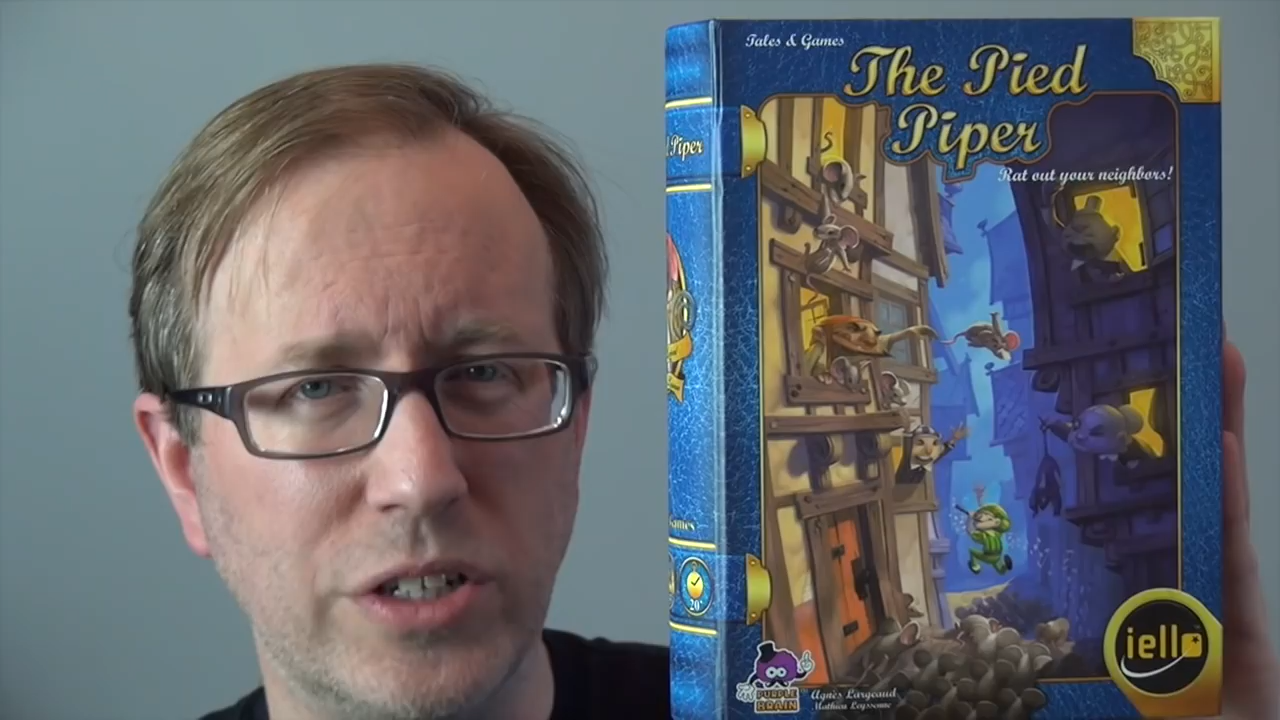 Tales & Games
The Pied
Piper
Rat out your neighbors!
Piper
Games
20'
PURPLE
BRAIN
Agnès Largeaud
Mathieu Leyssenne
iello